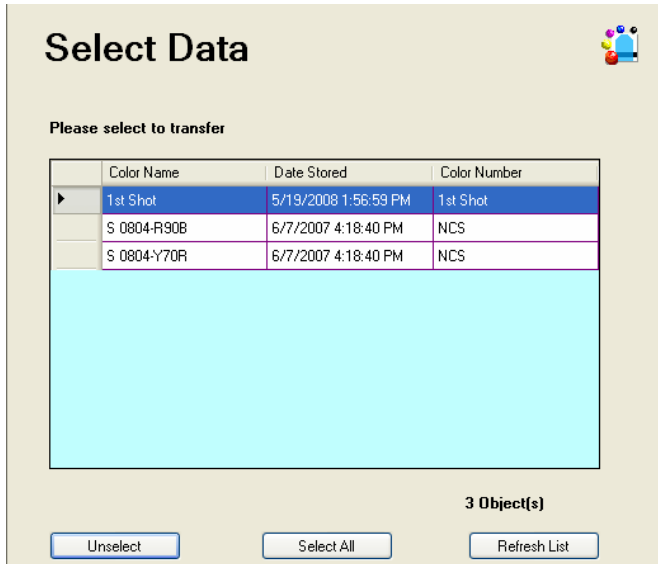 Select Data
Please select to transfer
Color Name Date Stored Color Number
1st Shot 5/19/2008 1:56:59 PM 1st Shot
S 0804-R90B 6/7/2007 4:18:40 PM NCS
S 0804-Y70R 6/7/2007 4:18:40 PM NCS
3 Object(s)
Unselect Select All Refresh List